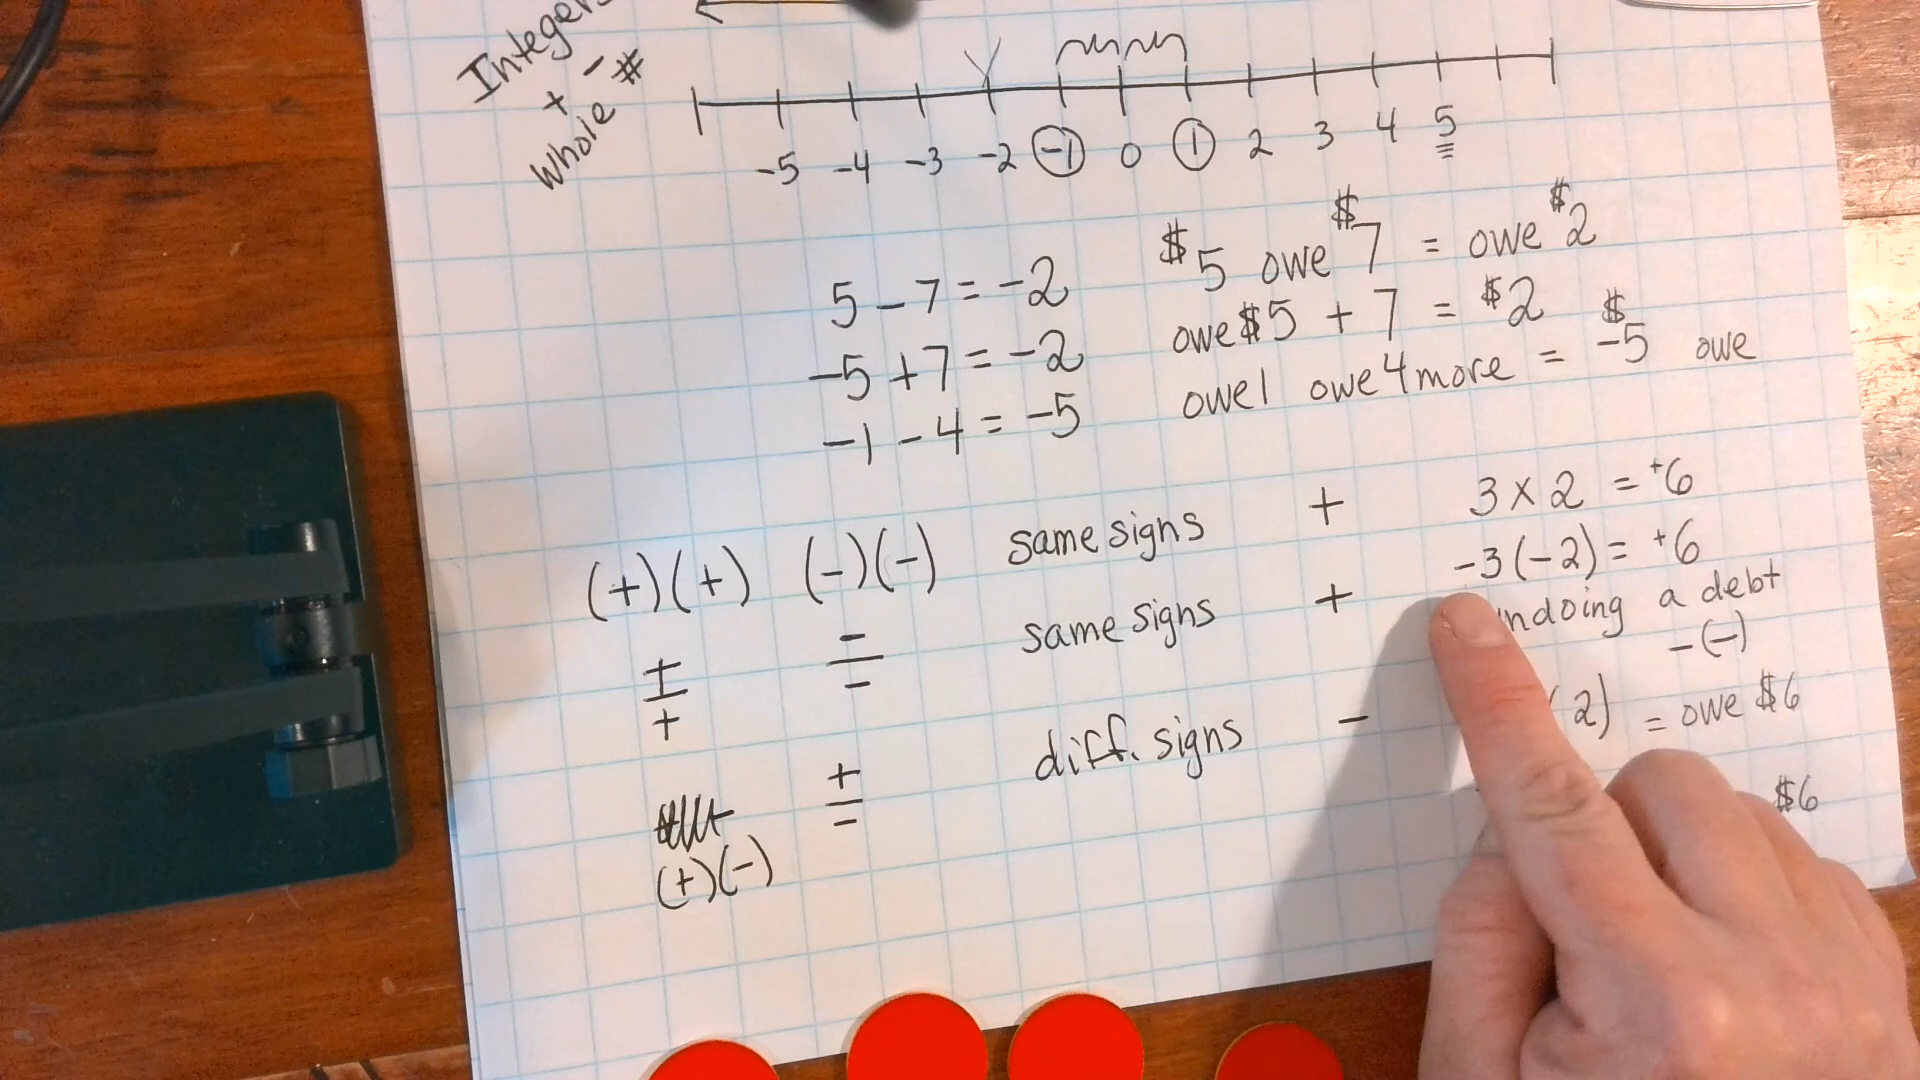 Integers
+ -
whole #
-5 -4 -3 -2 -1 0 1 2 3 4 5
5 - 7 = -2 $5 owe $7 = owe $2
-5 + 7 = -2 owe $5 + 7 = $2
-1 - 4 = -5 owe 1 owe 4 more = $-5 owe
(+)(+) (-)(-) same signs + 3 x 2 = +6
-3(-2) = +6
+/+ -/- same signs + undoing a debt
-(-)
+/- diff. signs - (2) = owe $6
(+)(-)
$6